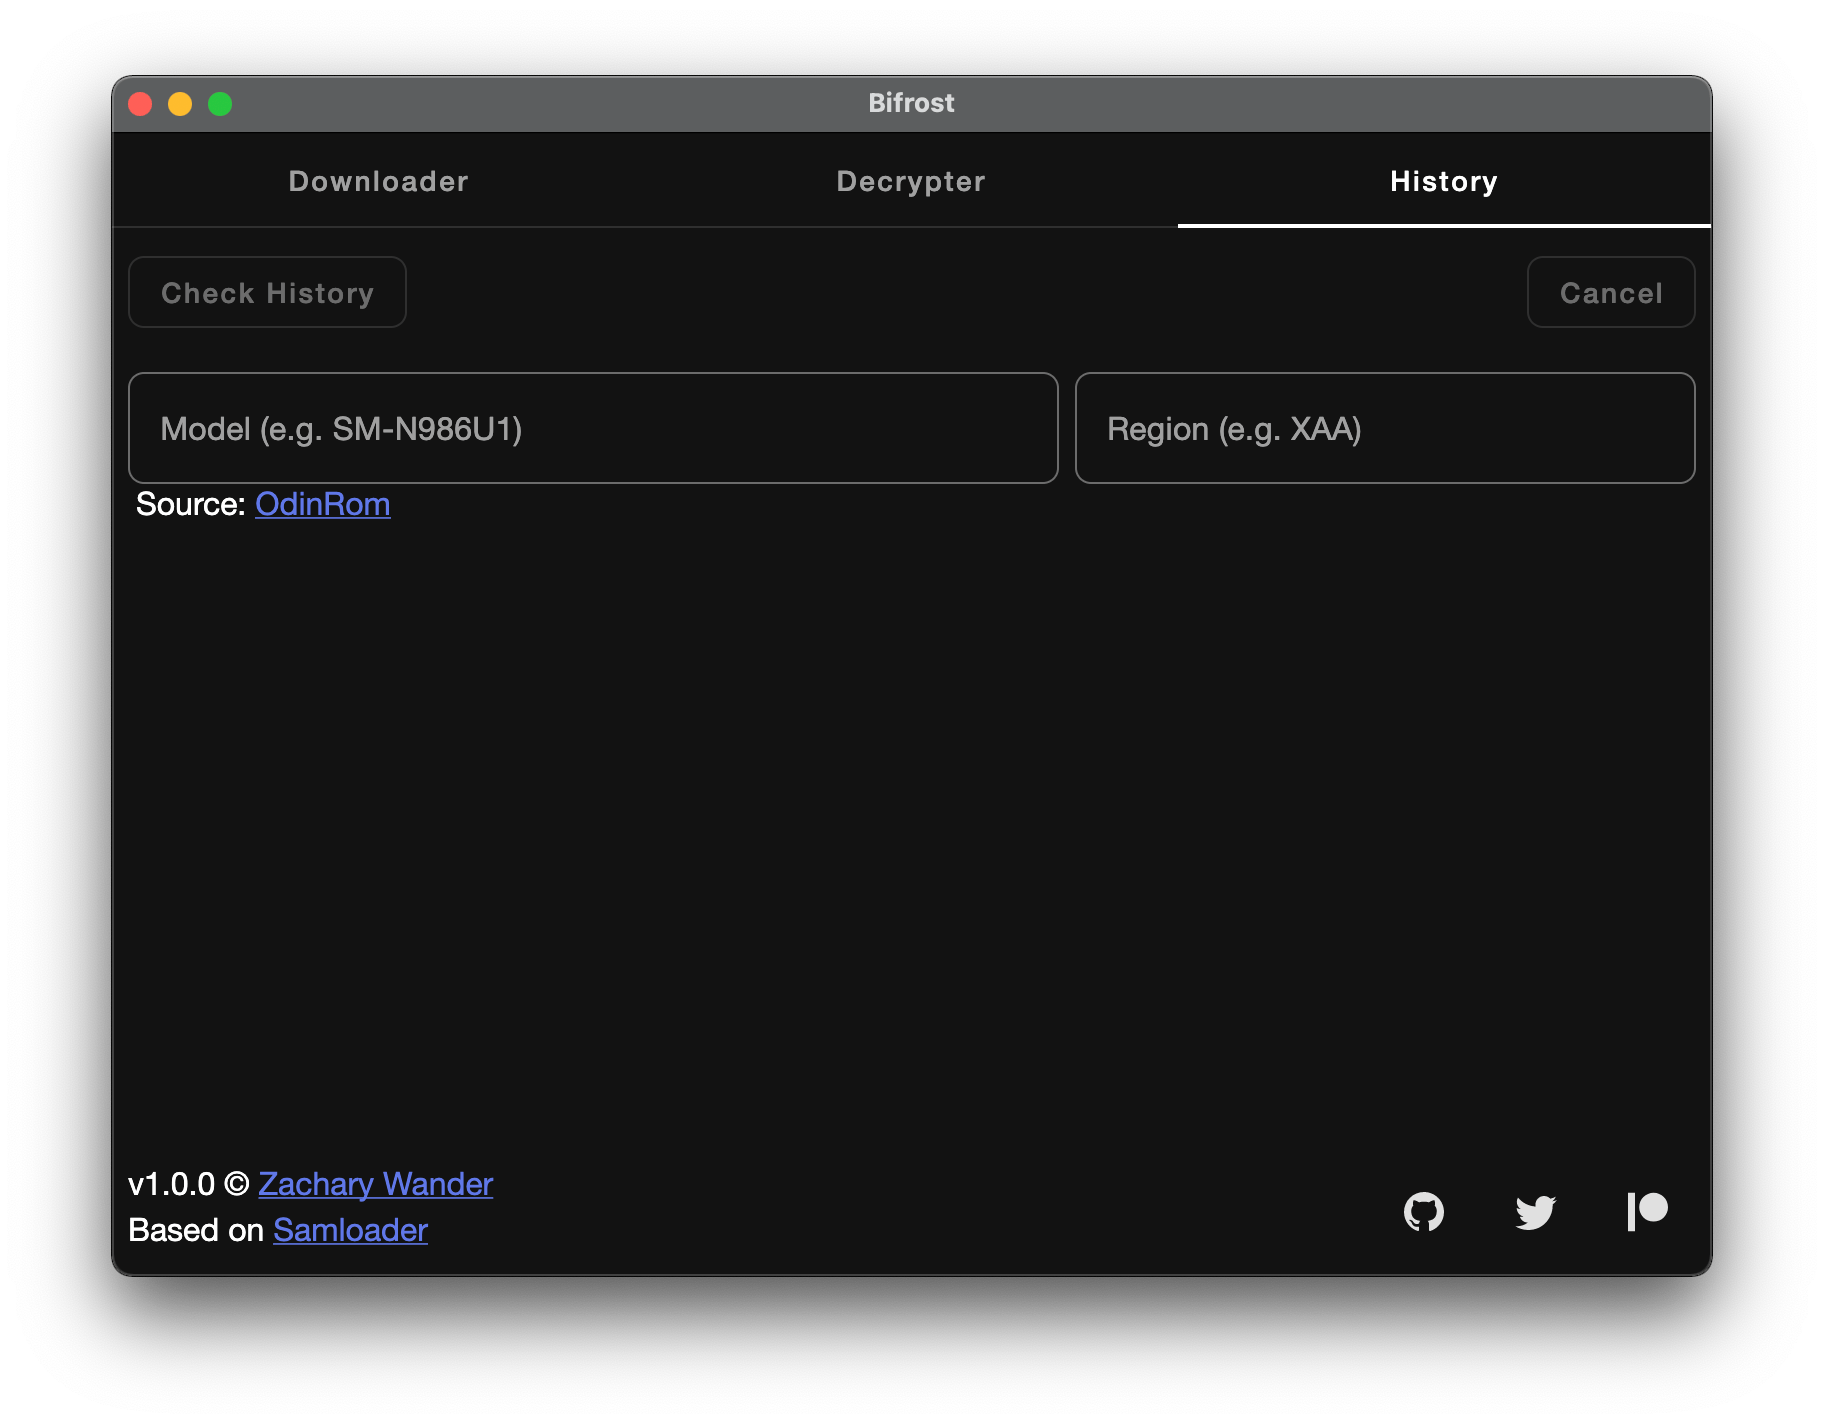 Bifrost
Downloader Decrypter History
Check History Cancel
Model (e.g. SM-N986U1) Region (e.g. XAA)
Source: OdinRom
v1.0.0 © Zachary Wander
Based on Samloader